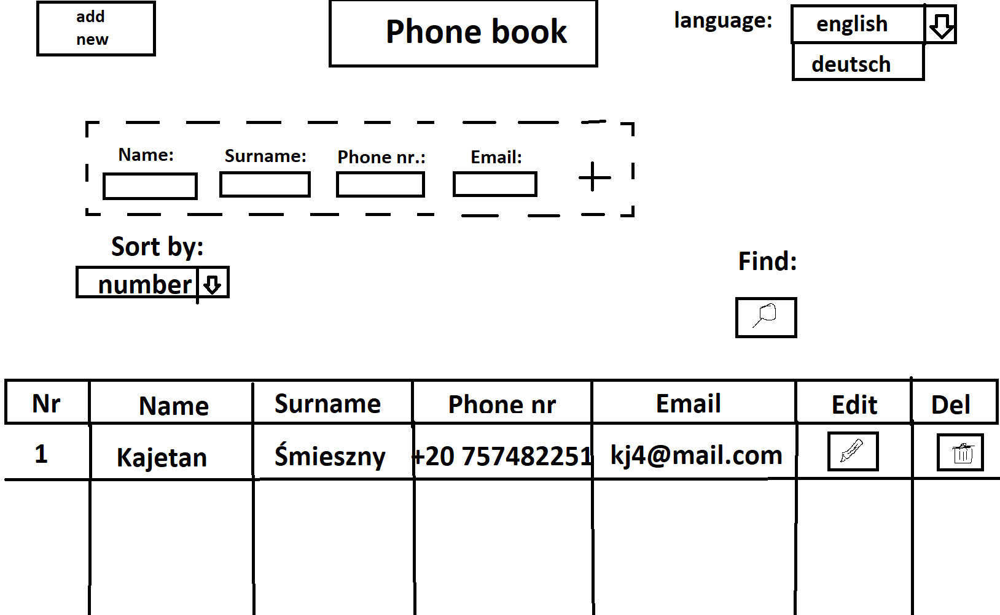 add
new
Phone book
language:
english
deutsch
Name:
Surname:
Phone nr.:
Email:
Sort by:
number
Find:
Nr Name Surname Phone nr Email Edit Del
1 Kajetan Śmieszny +20 757482251 kj4@mail.com